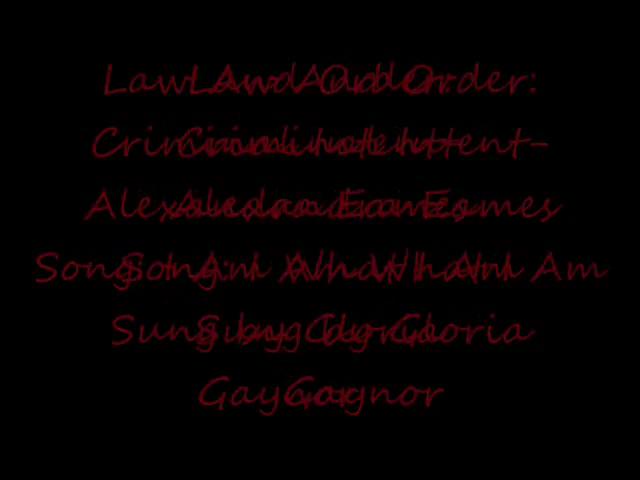 Law And Order:
Criminal Intent-
Alexandra Eames
Song: I Am What I Am
Sung by Gloria
Gaynor